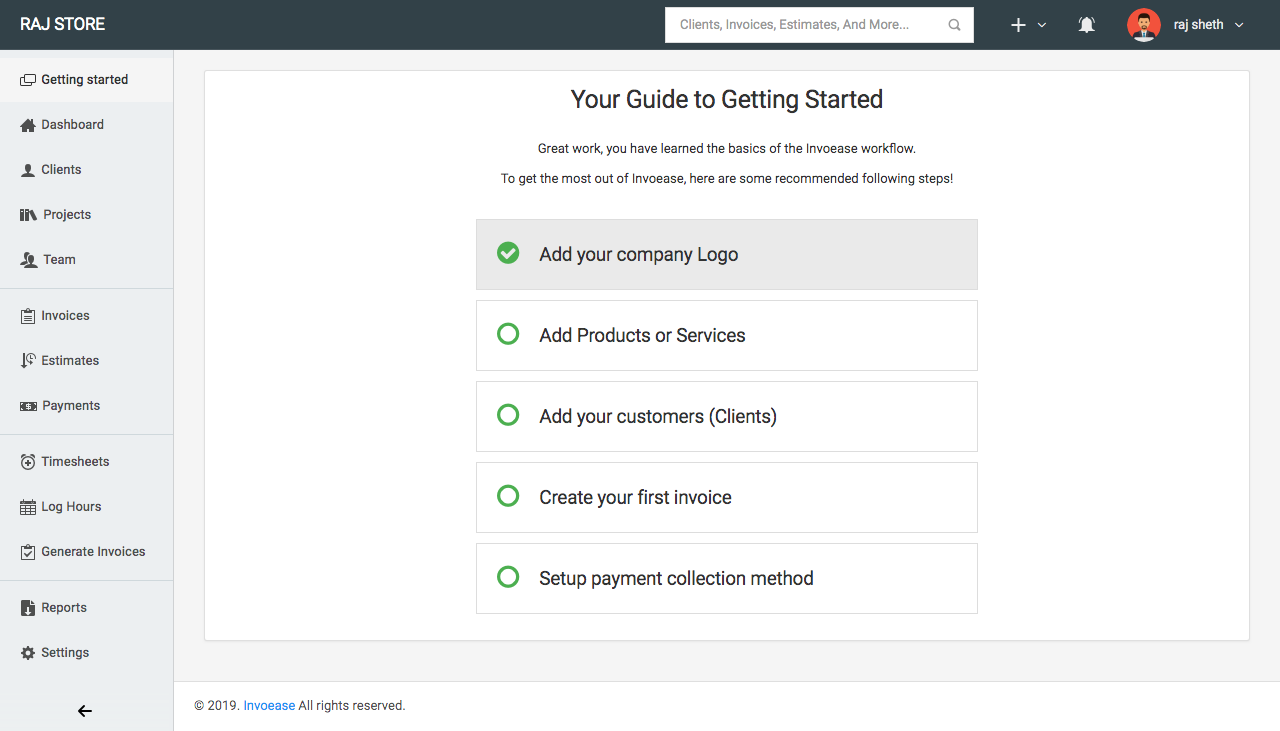 RAJ STORE
Clients, Invoices, Estimates, And More...
raj sheth
Getting started
Dashboard
Clients
Projects
Team
Invoices
Estimates
Payments
Timesheets
Log Hours
Generate Invoices
Reports
Settings
Your Guide to Getting Started
Great work, you have learned the basics of the Invoease workflow.
To get the most out of Invoease, here are some recommended following steps!
Add your company Logo
Add Products or Services
Add your customers (Clients)
Create your first invoice
Setup payment collection method
© 2019. Invoease All rights reserved.